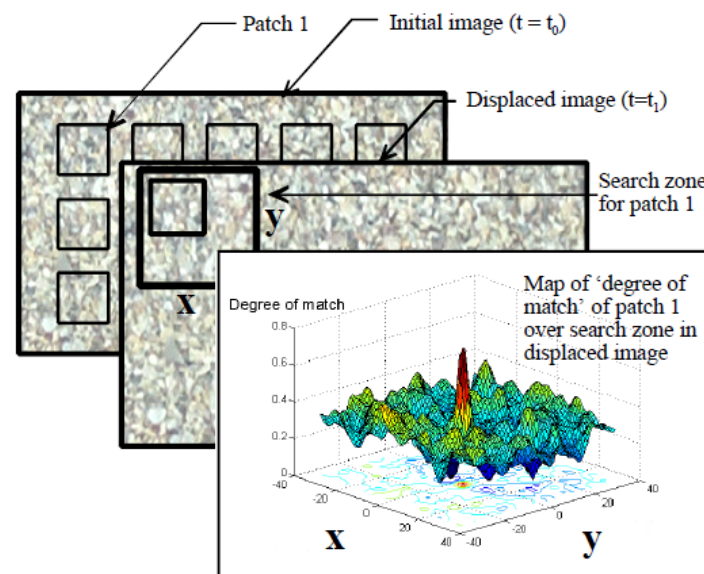 Patch 1
Initial image (t = t₀)
Displaced image (t=t₁)
Search zone
for patch 1
y
x
Degree of match
Map of ‘degree of
match’ of patch 1
over search zone in
displaced image
0.8
0.6
0.4
0.2
0
-40
-20
0
20
40
-40
-20
0
20
40
x
y